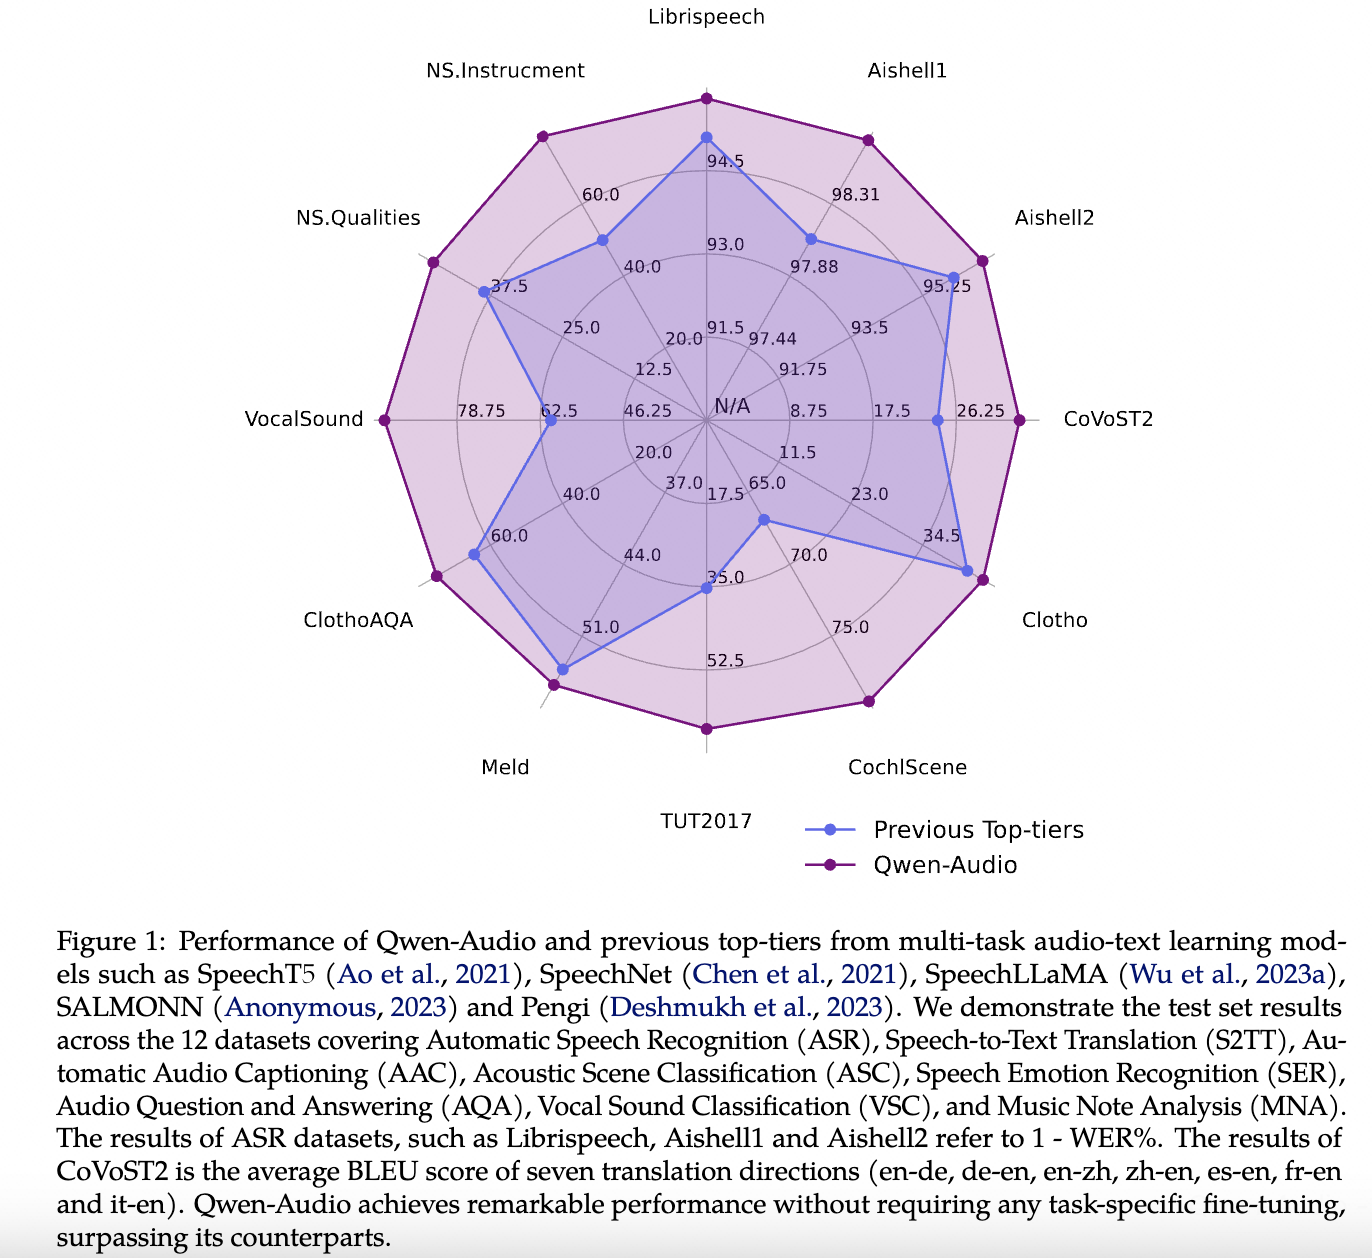 Librispeech
NS.Instrucment
Aishell1
94.5
60.0
98.31
NS.Qualities
Aishell2
93.0
40.0
97.88
37.5
95.25
91.5
25.0
93.5
20.0
97.44
12.5
91.75
N/A
VocalSound
78.75
62.5
46.25
8.75
17.5
26.25
CoVoST2
20.0
11.5
37.0
17.5
65.0
40.0
23.0
60.0
34.5
44.0
70.0
35.0
ClothoAQA
Clotho
51.0
75.0
52.5
Meld
CochlScene
TUT2017
Previous Top-tiers
Qwen-Audio
Figure 1: Performance of Qwen-Audio and previous top-tiers from multi-task audio-text learning mod-
els such as SpeechT5 (Ao et al., 2021), SpeechNet (Chen et al., 2021), SpeechLLaMA (Wu et al., 2023a),
SALMONN (Anonymous, 2023) and Pengi (Deshmukh et al., 2023). We demonstrate the test set results
across the 12 datasets covering Automatic Speech Recognition (ASR), Speech-to-Text Translation (S2TT), Au-
tomatic Audio Captioning (AAC), Acoustic Scene Classification (ASC), Speech Emotion Recognition (SER),
Audio Question and Answering (AQA), Vocal Sound Classification (VSC), and Music Note Analysis (MNA).
The results of ASR datasets, such as Librispeech, Aishell1 and Aishell2 refer to 1 - WER%. The results of
CoVoST2 is the average BLEU score of seven translation directions (en-de, de-en, en-zh, zh-en, es-en, fr-en
and it-en). Qwen-Audio achieves remarkable performance without requiring any task-specific fine-tuning,
surpassing its counterparts.